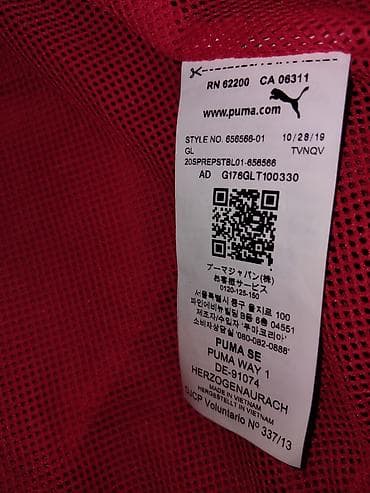 RN 62200 CA 06311
www.puma.com
STYLE NO. 656566-01 10/28/19
GL TVNQV
20SPREPSTBL01-656566
AD G176GLT100330
プーマジャパン(株)
お客様サービス
0120-125-150
서울특별시 중구 을지로 100
파인에비뉴빌딩 B동 6층 04551
제조자/수입자 '푸마코리아'
소비자상담실 '080-082-0888'
PUMA SE
PUMA WAY 1
DE-91074
HERZOGENAURACH
MADE IN VIETNAM
HERGESTELLT IN VIETNAM
OJCP Voluntario Nº 337/13